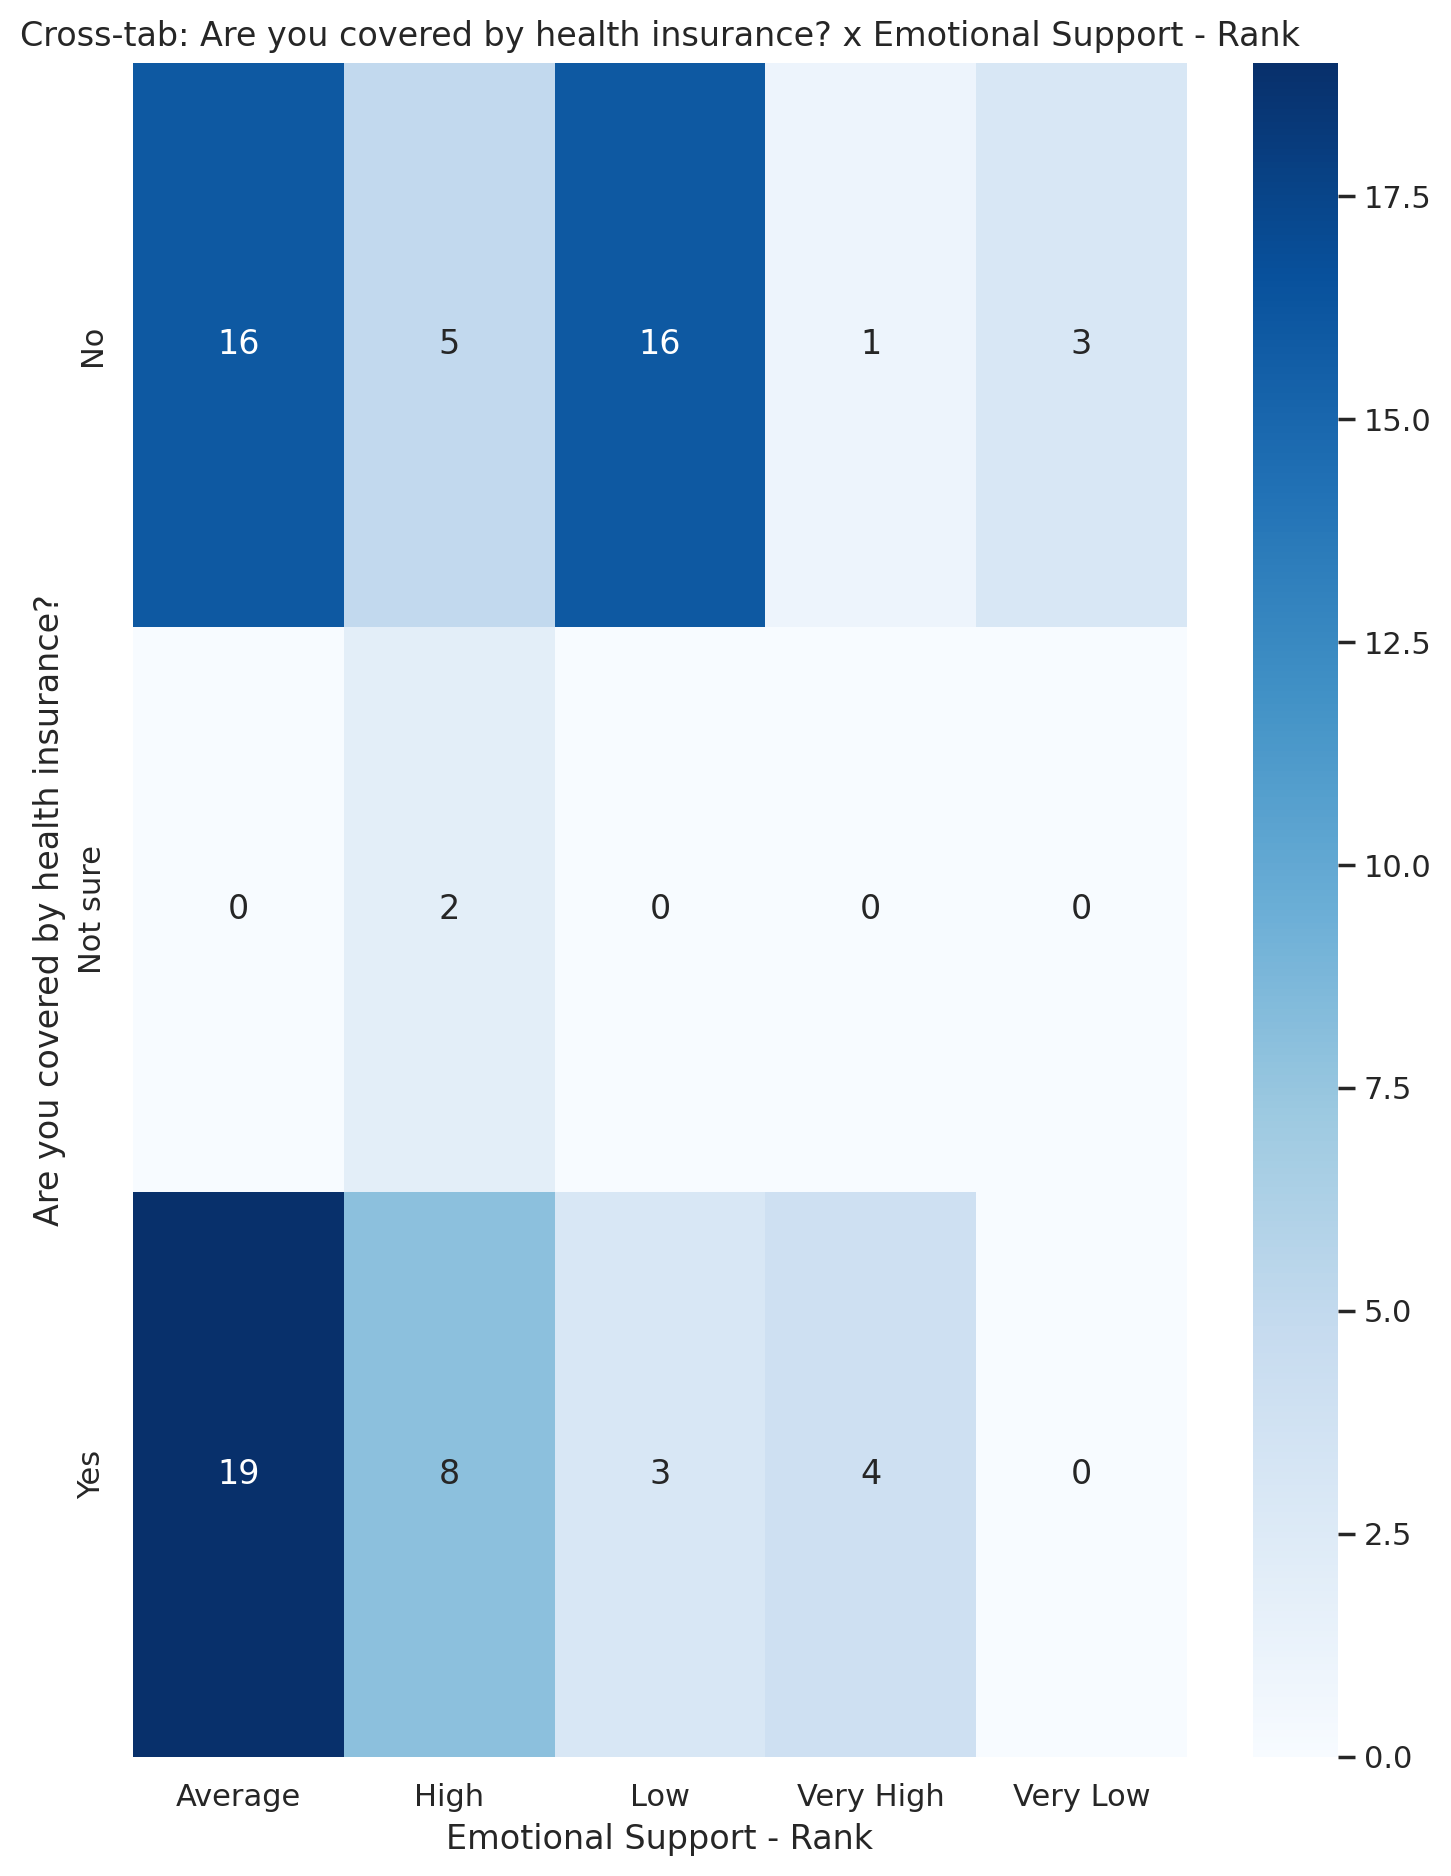 Cross-tab: Are you covered by health insurance? x Emotional Support - Rank
Are you covered by health insurance?
No
16 5 16 1 3
Not sure
0 2 0 0 0
Yes
19 8 3 4 0
Average High Low Very High Very Low
Emotional Support - Rank
17.5
15.0
12.5
10.0
7.5
5.0
2.5
0.0